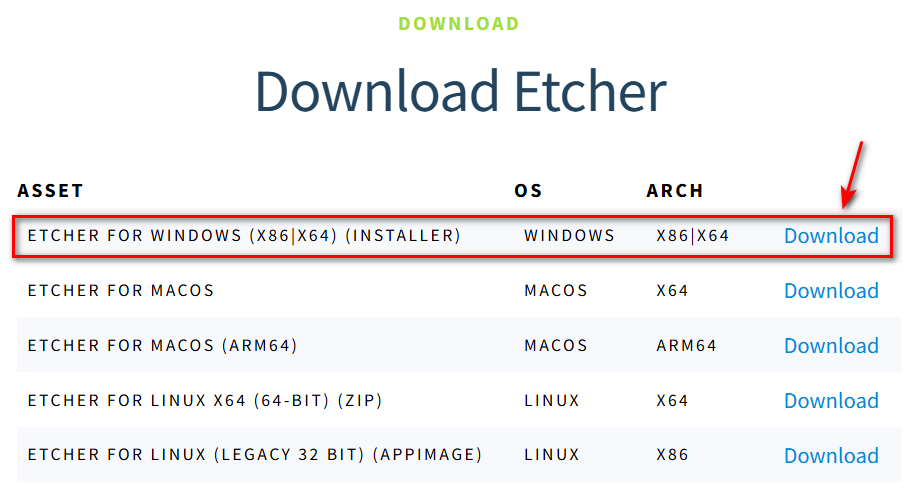 DOWNLOAD
Download Etcher
ASSET OS ARCH
ETCHER FOR WINDOWS (X86|X64) (INSTALLER) WINDOWS X86|X64 Download
ETCHER FOR MACOS MACOS X64 Download
ETCHER FOR MACOS (ARM64) MACOS ARM64 Download
ETCHER FOR LINUX X64 (64-BIT) (ZIP) LINUX X64 Download
ETCHER FOR LINUX (LEGACY 32 BIT) (APPIMAGE) LINUX X86 Download